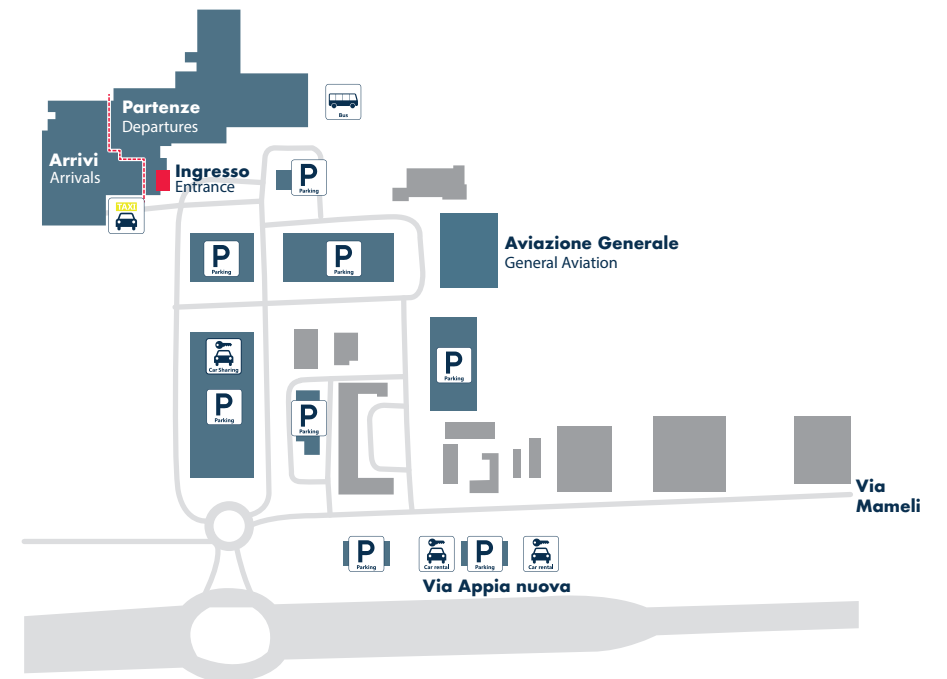 Partenze
Departures
Bus
Arrivi
Arrivals
Ingresso
Entrance
P
Parking
TAXI
Aviazione Generale
General Aviation
P
Parking
P
Parking
Car Sharing
P
Parking
P
Parking
P
Parking
Via
Mameli
P
Parking
Car rental
P
Parking
Car rental
Via Appia nuova